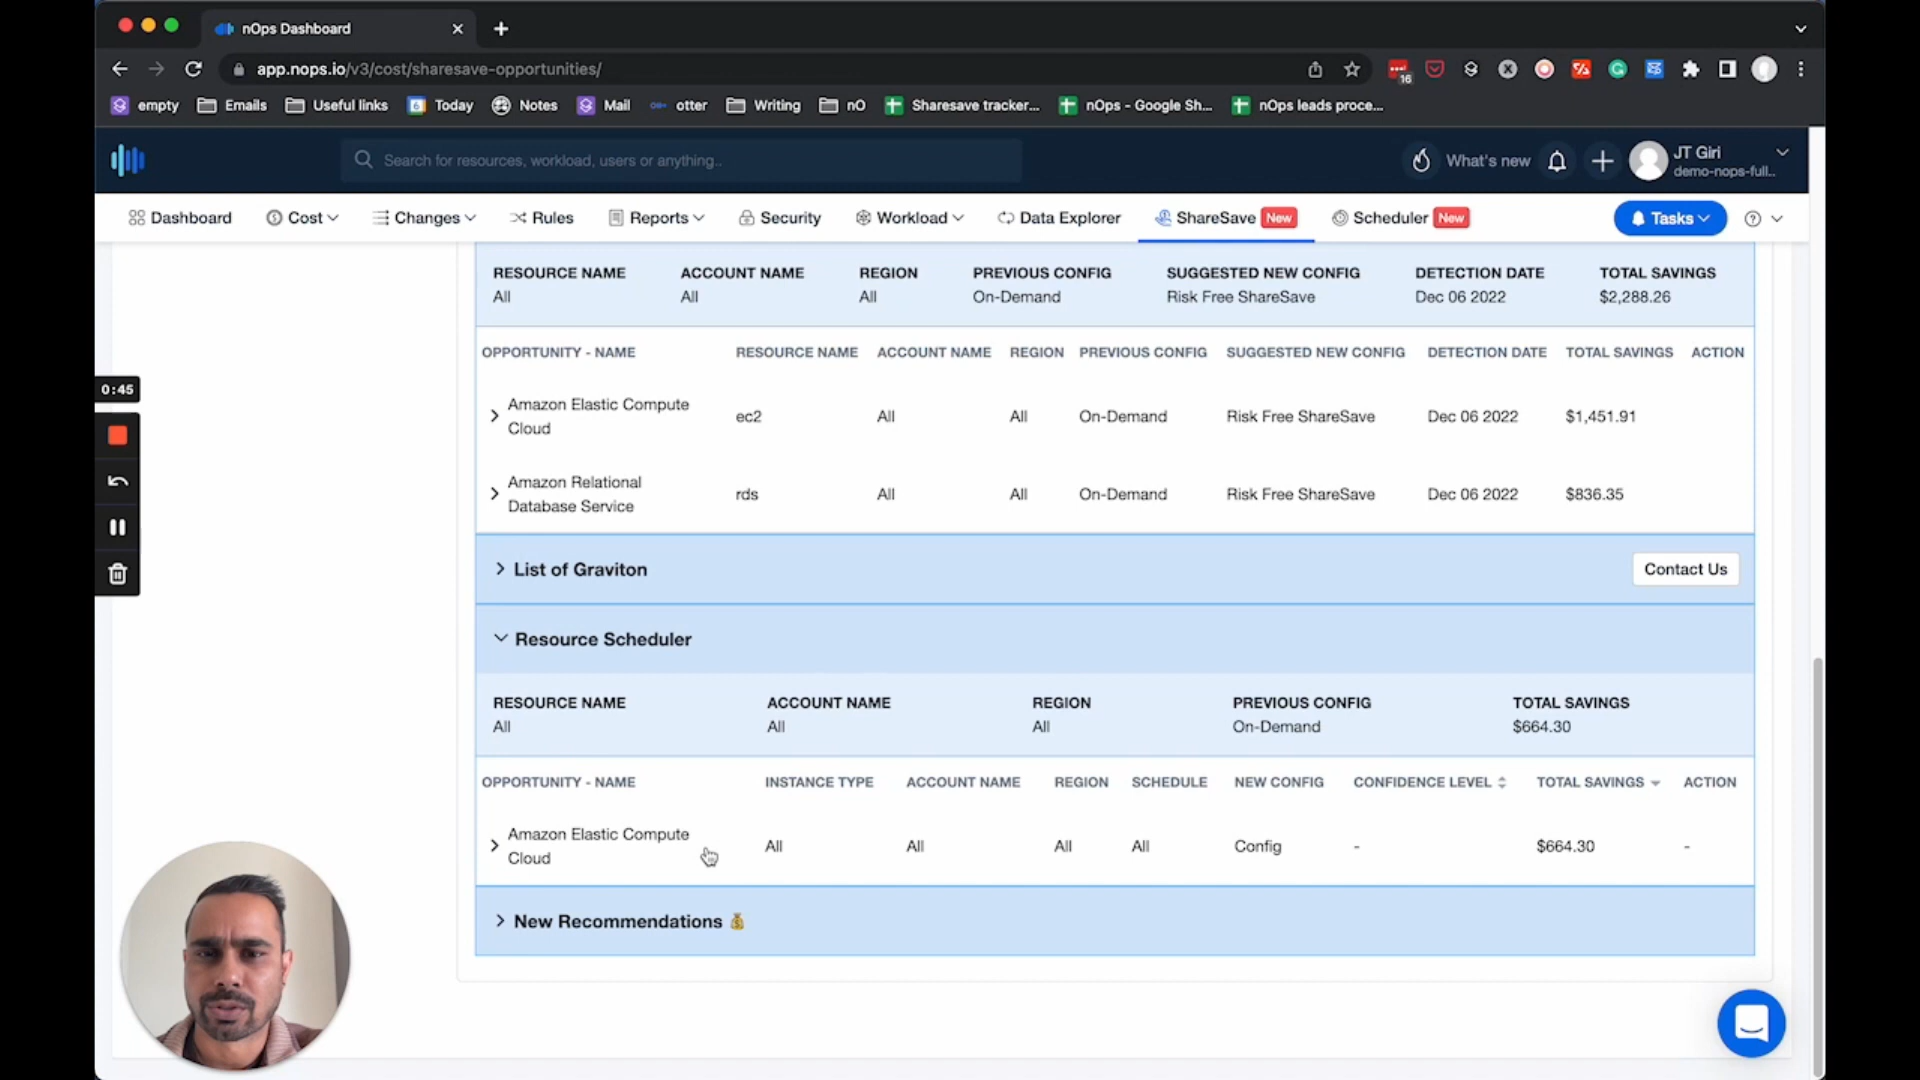 nOps Dashboard
app.nops.io/v3/cost/sharesave-opportunities/
16
empty Emails Useful links 6 Today Notes Mail otter Writing nO Sharesave tracker... nOps - Google Sh... nOps leads proce...
Search for resources, workload, users or anything..
What's new
JT Giri
demo-nops-full..
Dashboard Cost Changes Rules Reports Security Workload Data Explorer ShareSave New Scheduler New Tasks
RESOURCE NAME ACCOUNT NAME REGION PREVIOUS CONFIG SUGGESTED NEW CONFIG DETECTION DATE TOTAL SAVINGS
All All All On-Demand Risk Free ShareSave Dec 06 2022 $2,288.26
OPPORTUNITY - NAME RESOURCE NAME ACCOUNT NAME REGION PREVIOUS CONFIG SUGGESTED NEW CONFIG DETECTION DATE TOTAL SAVINGS ACTION
0:45
Amazon Elastic Compute
Cloud
ec2 All All On-Demand Risk Free ShareSave Dec 06 2022 $1,451.91
Amazon Relational
Database Service
rds All All On-Demand Risk Free ShareSave Dec 06 2022 $836.35
List of Graviton
Contact Us
Resource Scheduler
RESOURCE NAME ACCOUNT NAME REGION PREVIOUS CONFIG TOTAL SAVINGS
All All All On-Demand $664.30
OPPORTUNITY - NAME INSTANCE TYPE ACCOUNT NAME REGION SCHEDULE NEW CONFIG CONFIDENCE LEVEL TOTAL SAVINGS ACTION
Amazon Elastic Compute
Cloud
All All All All Config - $664.30 -
New Recommendations 💰